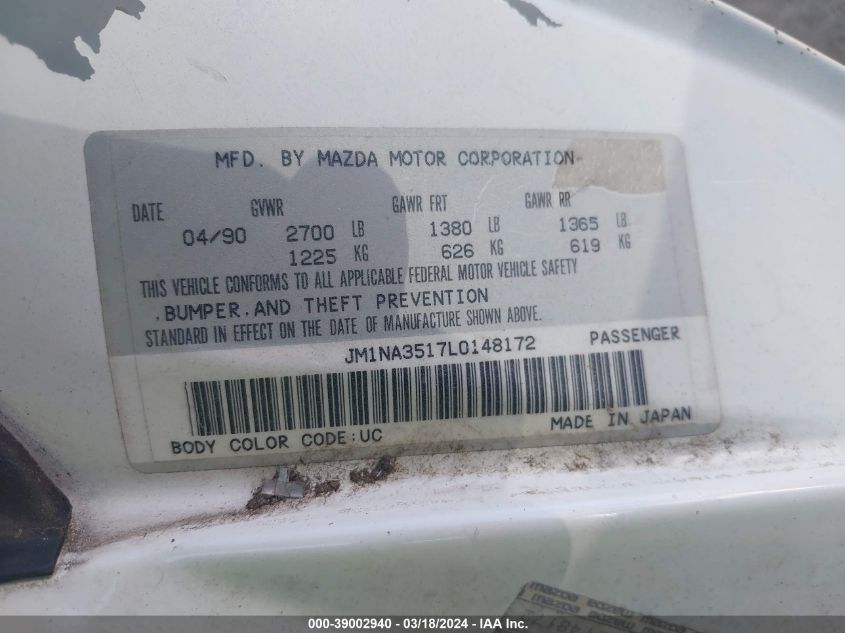 MFD. BY MAZDA MOTOR CORPORATION
DATE GVWR GAWR FRT GAWR RR
04/90 2700 LB 1380 LB 1365 LB
1225 KG 626 KG 619 KG
THIS VEHICLE CONFORMS TO ALL APPLICABLE FEDERAL MOTOR VEHICLE SAFETY
,BUMPER,AND THEFT PREVENTION
STANDARD IN EFFECT ON THE DATE OF MANUFACTURE SHOWN ABOVE.
JM1NA3517L0148172 PASSENGER
MADE IN JAPAN
BODY COLOR CODE:UC
mazda
mazda
000-39002940 - 03/18/2024 - IAA Inc.